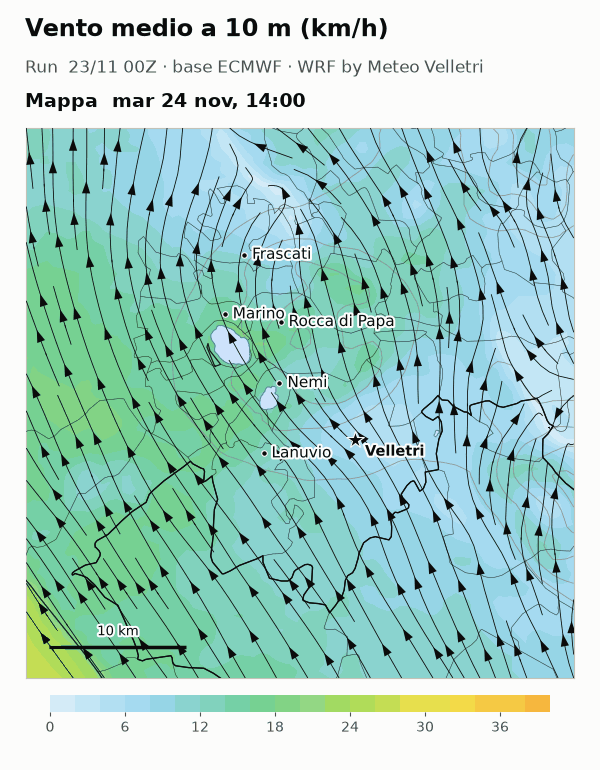 Vento medio a 10 m (km/h)
Run 23/11 00Z · base ECMWF · WRF by Meteo Velletri
Mappa mar 24 nov, 14:00
Frascati
Marino
Rocca di Papa
Nemi
Lanuvio
Velletri
10 km
0 6 12 18 24 30 36